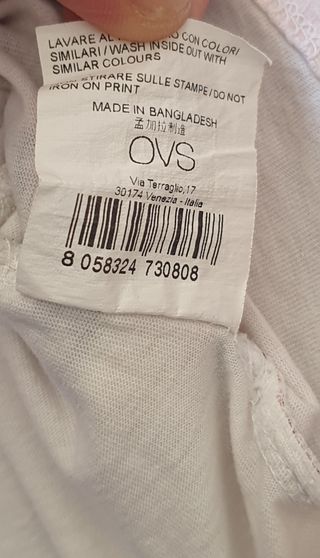 LAVARE AL CON COLORI
SIMILARI / WASH INSIDE OUT WITH
SIMILAR COLOURS
STIRARE SULLE STAMPE / DO NOT
IRON ON PRINT
MADE IN BANGLADESH
孟加拉制造
OVS
Via Terraglio,17
30174 Venezia - Italia
8 058324 730808